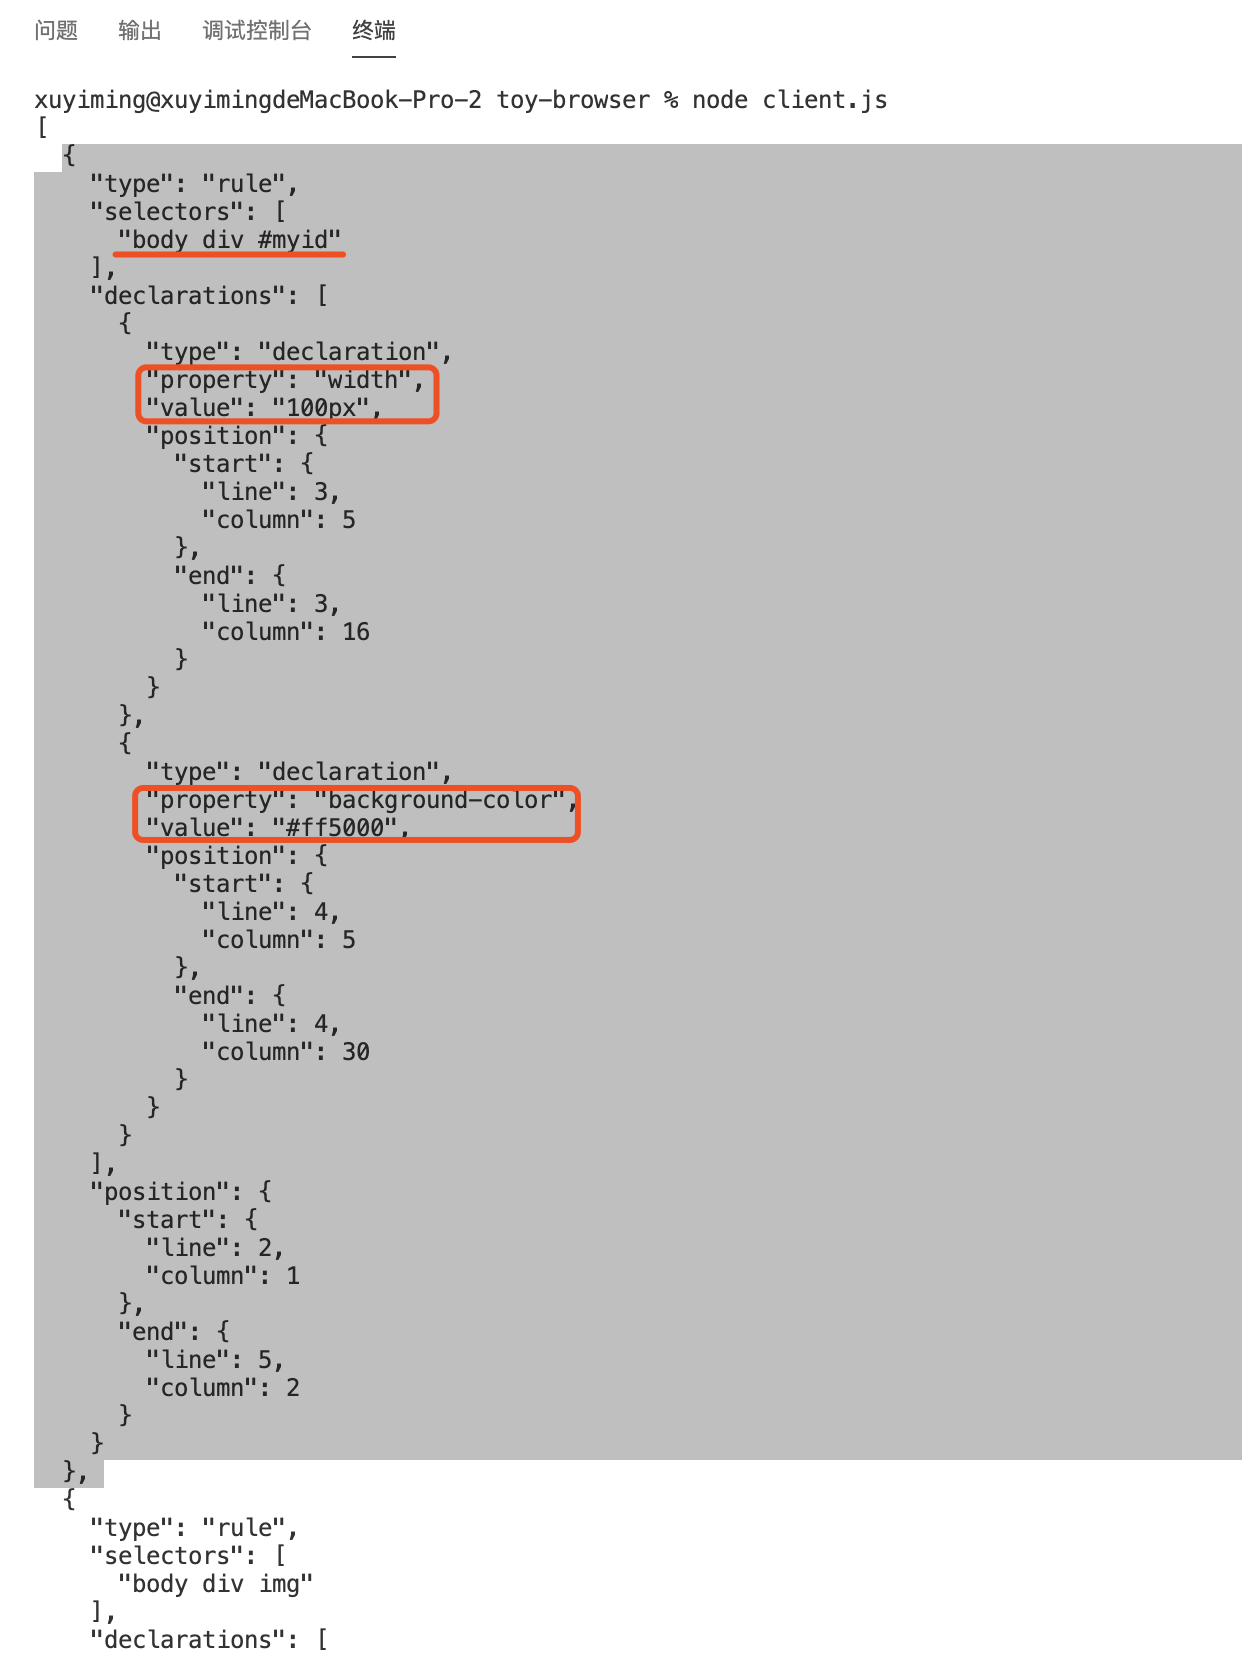 问题 输出 调试控制台 终端
xuyiming@xuyimingdeMacBook-Pro-2 toy-browser % node client.js
[
  {
    "type": "rule",
    "selectors": [
      "body div #myid"
    ],
    "declarations": [
      {
        "type": "declaration",
        "property": "width",
        "value": "100px",
        "position": {
          "start": {
            "line": 3,
            "column": 5
          },
          "end": {
            "line": 3,
            "column": 16
          }
        }
      },
      {
        "type": "declaration",
        "property": "background-color",
        "value": "#ff5000",
        "position": {
          "start": {
            "line": 4,
            "column": 5
          },
          "end": {
            "line": 4,
            "column": 30
          }
        }
      }
    ],
    "position": {
      "start": {
        "line": 2,
        "column": 1
      },
      "end": {
        "line": 5,
        "column": 2
      }
    }
  },
  {
    "type": "rule",
    "selectors": [
      "body div img"
    ],
    "declarations": [